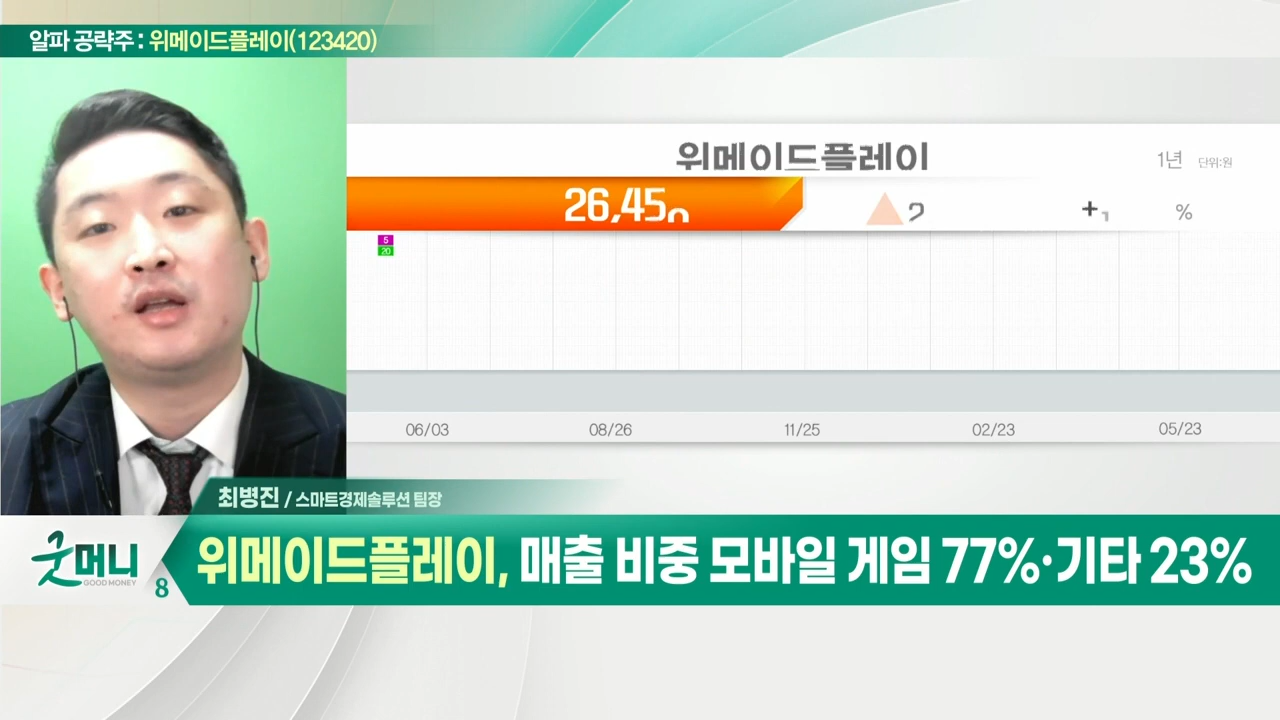 알파 공략주 : 위메이드플레이(123420)
위메이드플레이
1년 단위:원
26,45
+ %
5
20
06/03 08/26 11/25 02/23 05/23
최병진 / 스마트경제솔루션 팀장
굿머니
GOOD MONEY
8
위메이드플레이, 매출 비중 모바일 게임 77%·기타 23%